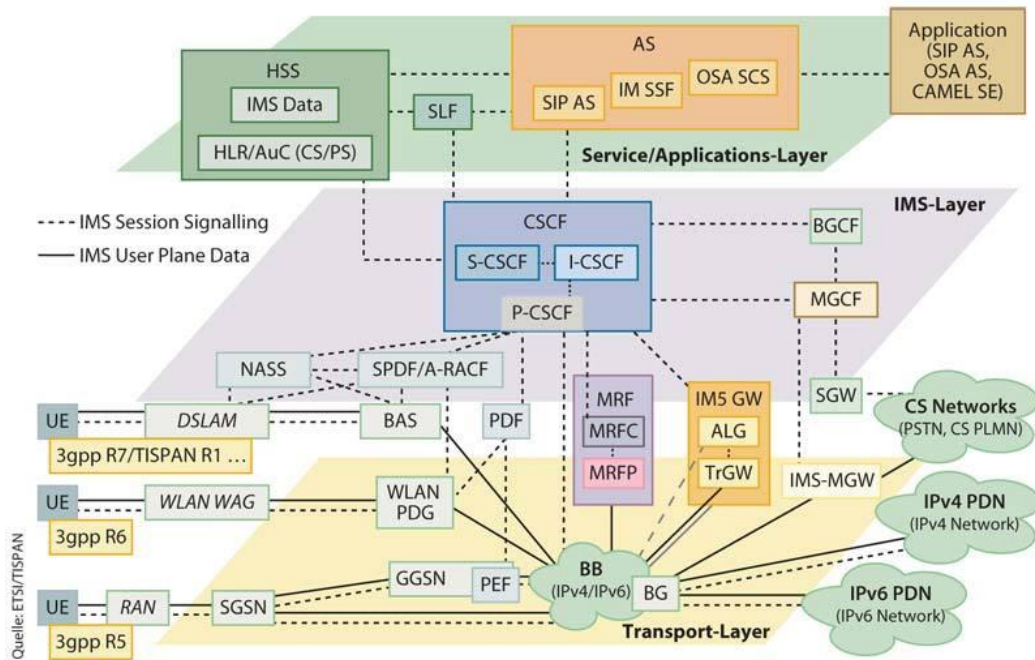 AS
Application
(SIP AS,
OSA AS,
CAMEL SE)
HSS
IMS Data
HLR/AuC (CS/PS)
SLF
SIP AS
IM SSF
OSA SCS
Service/Applications-Layer
IMS Session Signalling
IMS User Plane Data
IMS-Layer
CSCF
S-CSCF
I-CSCF
P-CSCF
BGCF
MGCF
NASS
SPDF/A-RACF
SGW
CS Networks
(PSTN, CS PLMN)
UE
DSLAM
BAS
PDF
3gpp R7/TISPAN R1 ...
MRF
MRFC
MRFP
IM5 GW
ALG
TrGW
IMS-MGW
UE
WLAN WAG
WLAN
PDG
3gpp R6
IPv4 PDN
(IPv4 Network)
GGSN
PEF
BB
(IPv4/IPv6)
BG
IPv6 PDN
(IPv6 Network)
UE
RAN
SGSN
3gpp R5
Transport-Layer
Quelle: ETSI/TISPAN